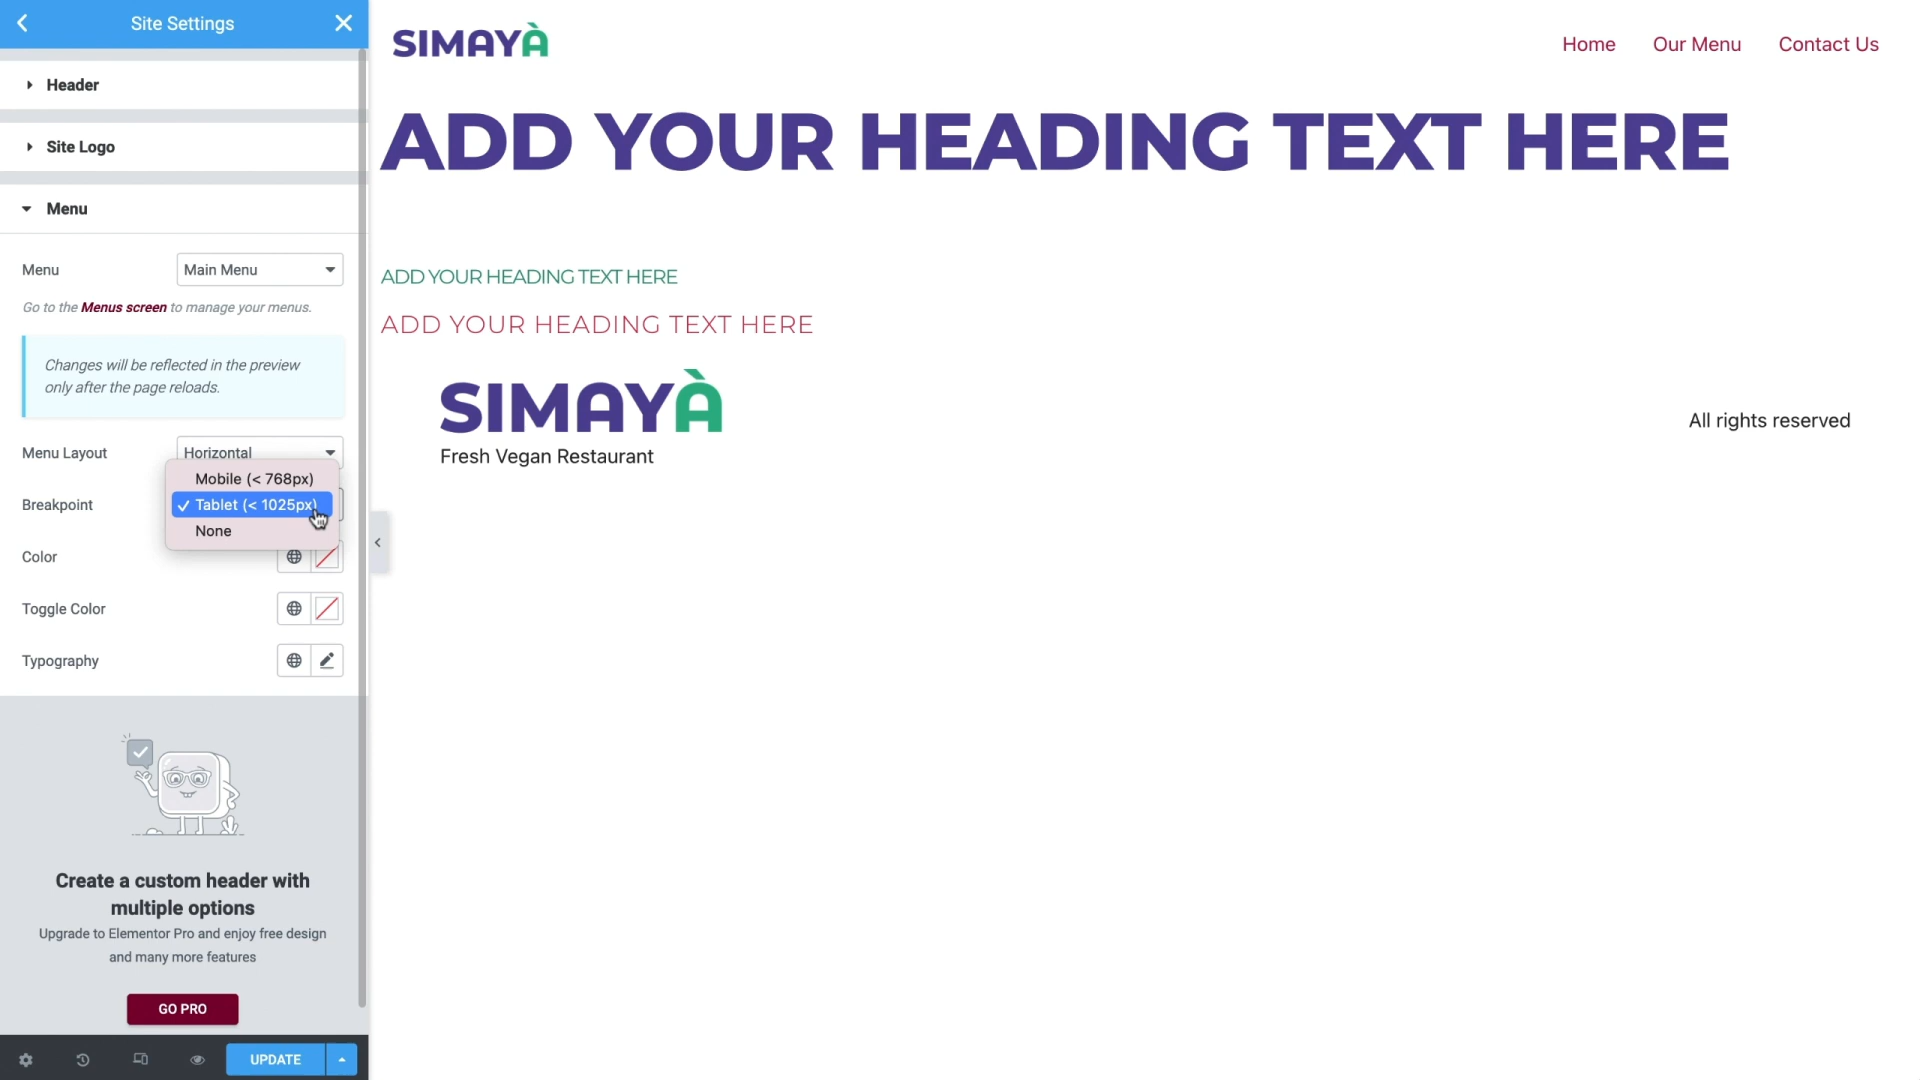 Site Settings
Header
Site Logo
Menu
Menu
Main Menu
Go to the Menus screen to manage your menus.
Changes will be reflected in the preview
only after the page reloads.
Menu Layout
Horizontal
Breakpoint
Mobile (< 768px)
Tablet (< 1025px)
None
Color
Toggle Color
Typography
Create a custom header with
multiple options
Upgrade to Elementor Pro and enjoy free design
and many more features
GO PRO
UPDATE
SIMAYÀ
Home
Our Menu
Contact Us
ADD YOUR HEADING TEXT HERE
ADD YOUR HEADING TEXT HERE
ADD YOUR HEADING TEXT HERE
SIMAYÀ
Fresh Vegan Restaurant
All rights reserved